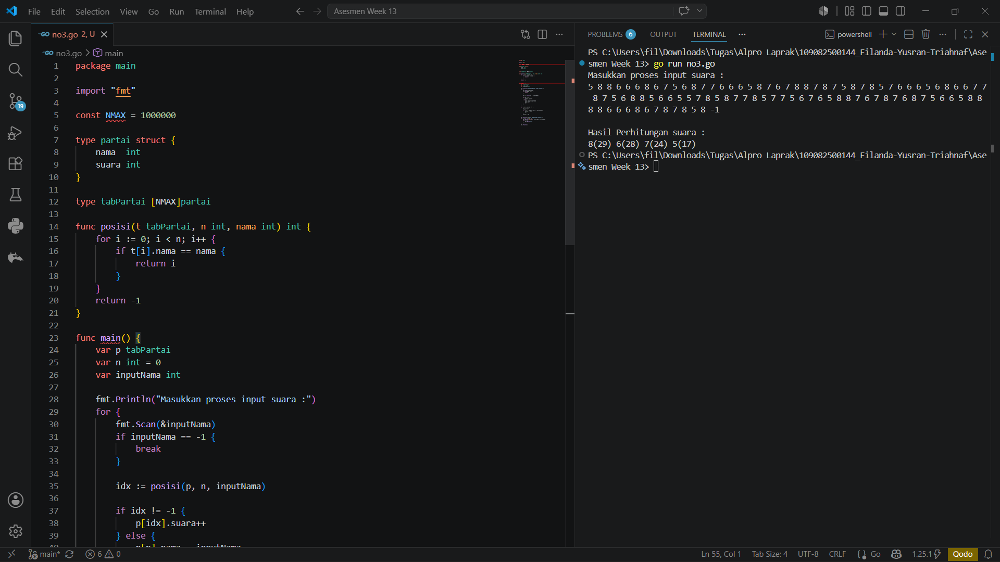 File Edit Selection View Go Run Terminal Help
Asesmen Week 13
no3.go 2, U
no3.go > main
1 package main
2
3 import "fmt"
4
5 const NMAX = 1000000
6
7 type partai struct {
8 nama  int
9 suara int
10 }
11
12 type tabPartai [NMAX]partai
13
14 func posisi(t tabPartai, n int, nama int) int {
15 for i := 0; i < n; i++ {
16 if t[i].nama == nama {
17 return i
18 }
19 }
20 return -1
21 }
22
23 func main() {
24 var p tabPartai
25 var n int = 0
26 var inputNama int
27
28 fmt.Println("Masukkan proses input suara :")
29 for {
30 fmt.Scan(&inputNama)
31 if inputNama == -1 {
32 break
33 }
34
35 idx := posisi(p, n, inputNama)
36
37 if idx != -1 {
38 p[idx].suara++
39 } else {
PROBLEMS 6 OUTPUT TERMINAL powershell
PS C:\Users\fil\Downloads\Tugas\Alpro Laprak\109082500144_Filanda-Yusran-Triahnaf\Ase
smen Week 13> go run no3.go
Masukkan proses input suara :
5 8 8 6 6 6 8 6 7 5 6 8 7 7 6 6 6 5 8 7 6 7 8 8 7 8 7 5 8 7 8 5 7 6 6 6 5 6 8 6 6 7 7
8 7 5 6 8 8 5 6 6 5 5 7 8 5 8 7 7 8 5 7 7 5 6 7 6 5 8 8 7 6 7 8 7 6 8 7 5 6 6 5 8 8
8 8 6 6 6 8 6 7 8 7 8 5 8 -1
Hasil Perhitungan suara :
8(29) 6(28) 7(24) 5(17)
PS C:\Users\fil\Downloads\Tugas\Alpro Laprak\109082500144_Filanda-Yusran-Triahnaf\Ase
smen Week 13>
19
main* 6 0
Ln 55, Col 1 Tab Size: 4 UTF-8 CRLF Go 1.25.1 Qodo